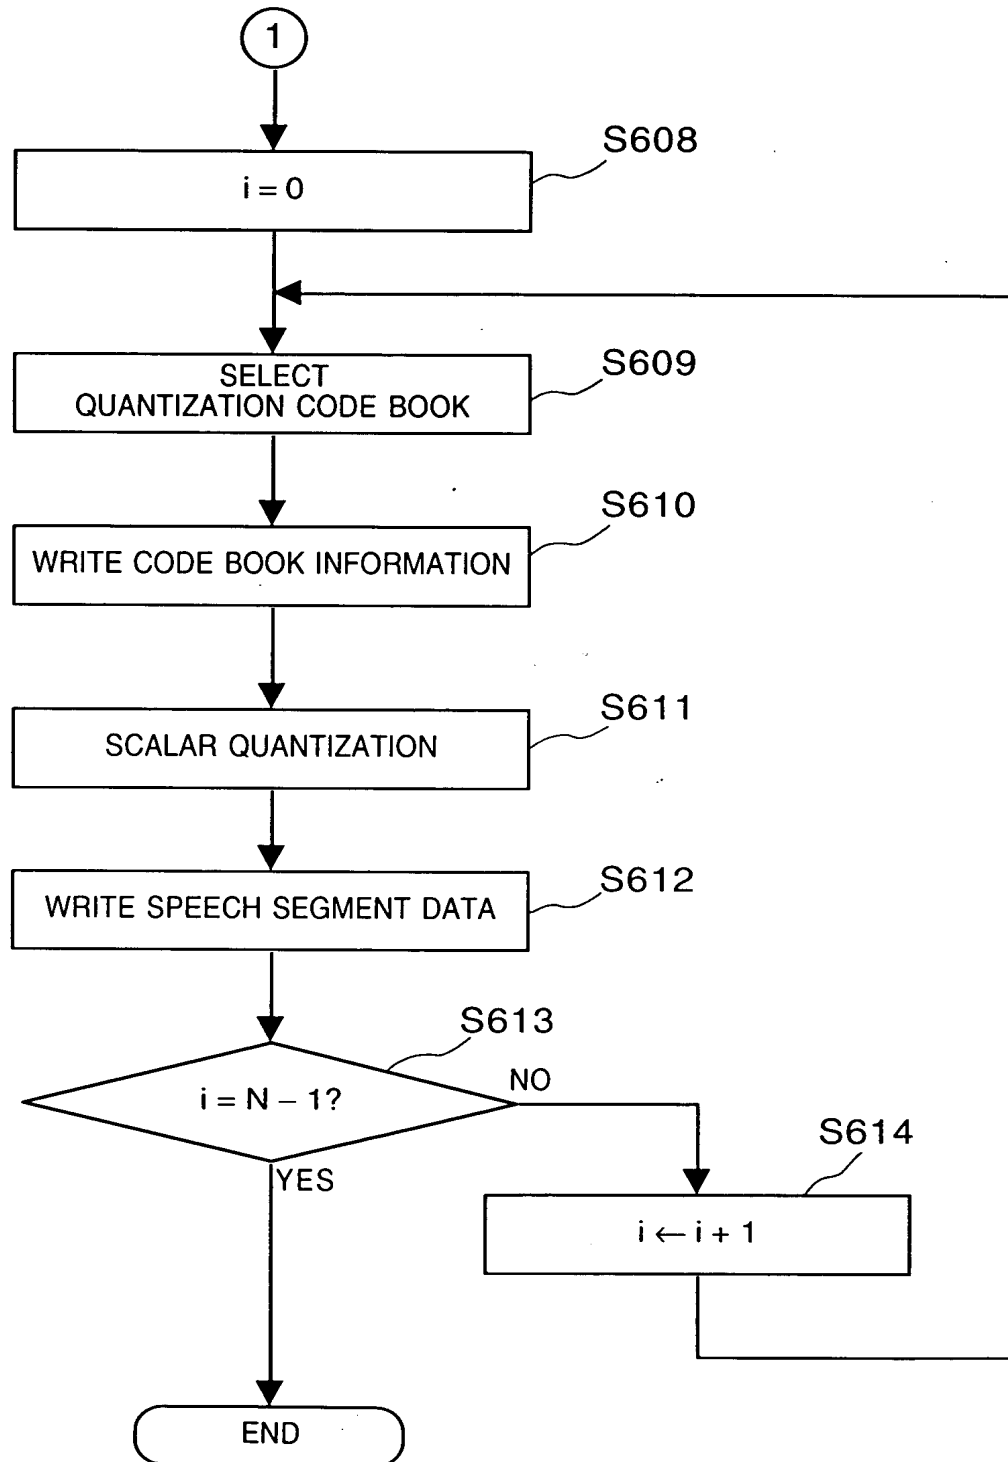 1
S608
i = 0
S609
SELECT
QUANTIZATION CODE BOOK
S610
WRITE CODE BOOK INFORMATION
S611
SCALAR QUANTIZATION
S612
WRITE SPEECH SEGMENT DATA
S613
i = N – 1?
NO
YES
S614
i ← i + 1
END